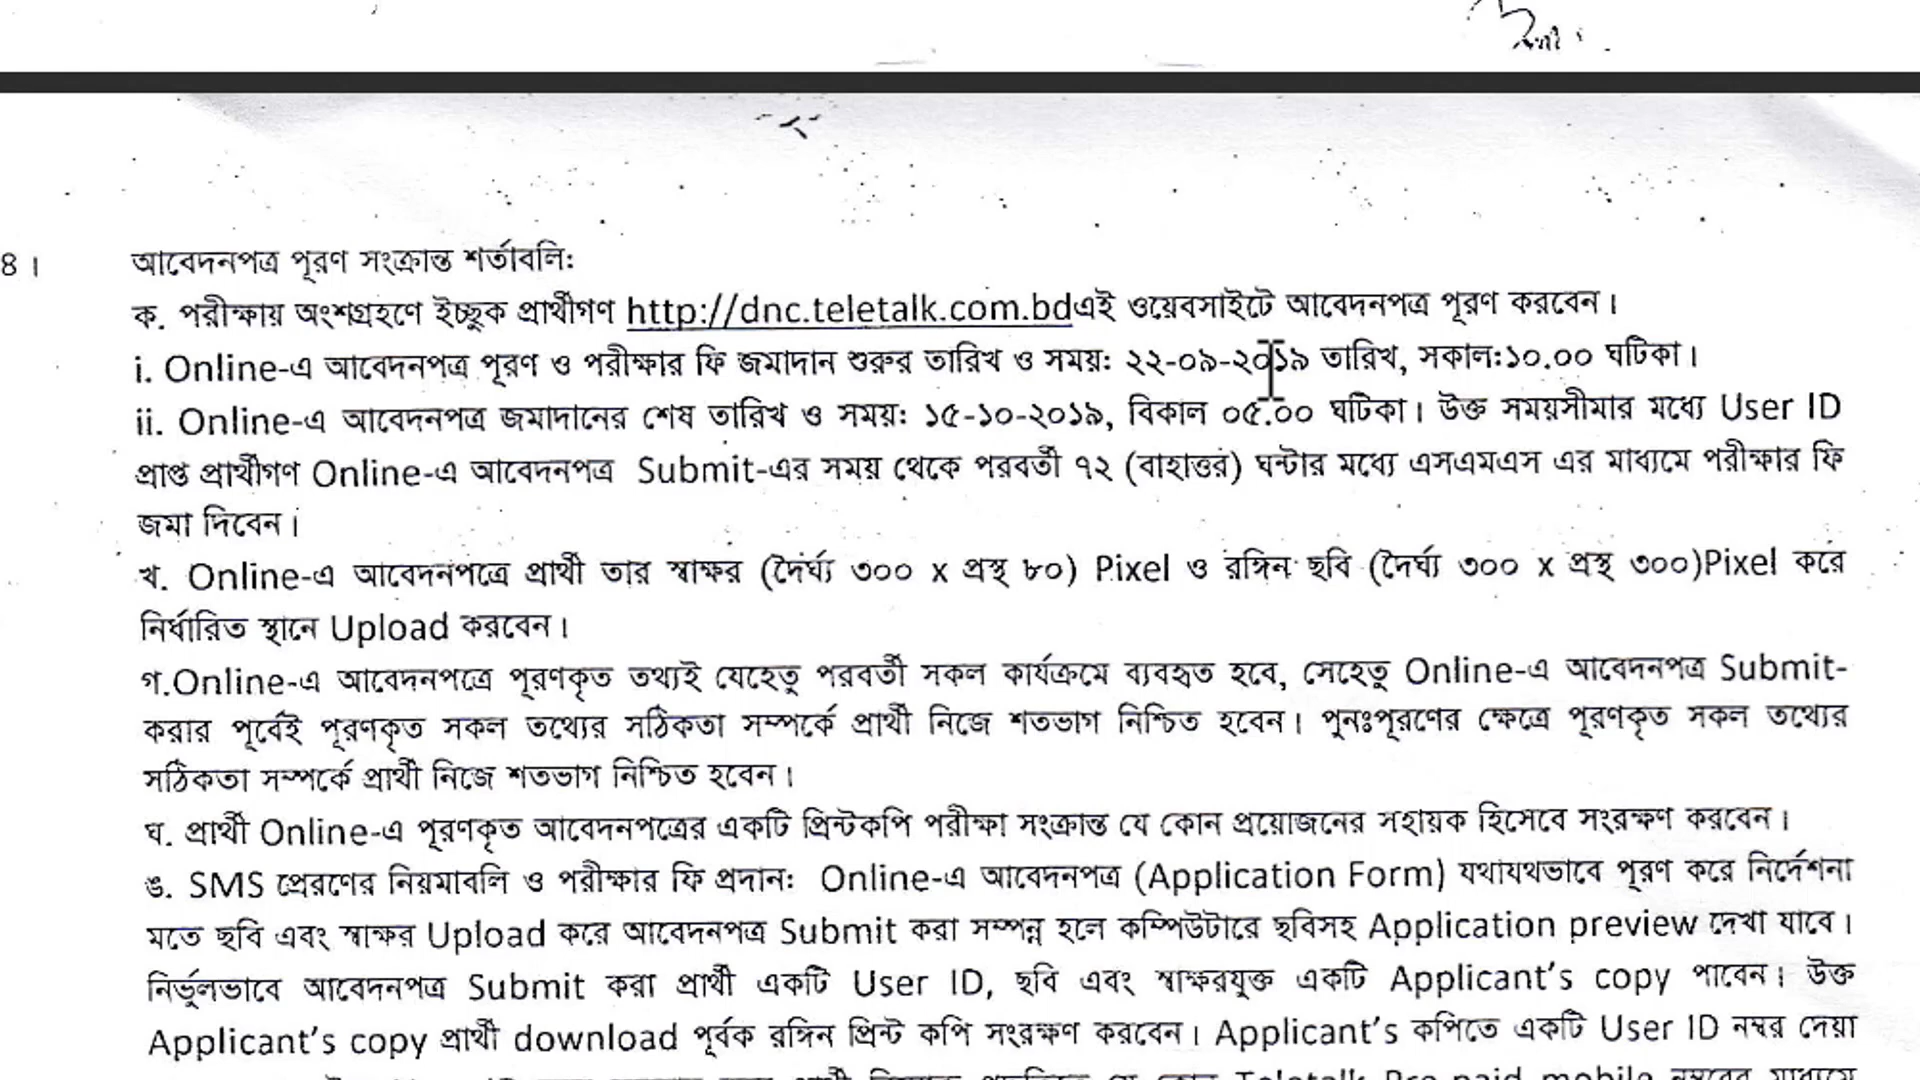 ৪। আবেদনপত্র পূরণ সংক্রান্ত শর্তাবলি:
ক. পরীক্ষায় অংশগ্রহণে ইচ্ছুক প্রার্থীগণ http://dnc.teletalk.com.bdএই ওয়েবসাইটে আবেদনপত্র পূরণ করবেন।
i. Online-এ আবেদনপত্র পূরণ ও পরীক্ষার ফি জমাদান শুরুর তারিখ ও সময়: ২২-০৯-২০১৯ তারিখ, সকাল:১০.০০ ঘটিকা।
ii. Online-এ আবেদনপত্র জমাদানের শেষ তারিখ ও সময়: ১৫-১০-২০১৯, বিকাল ০৫.০০ ঘটিকা। উক্ত সময়সীমার মধ্যে User ID
প্রাপ্ত প্রার্থীগণ Online-এ আবেদনপত্র Submit-এর সময় থেকে পরবর্তী ৭২ (বাহাত্তর) ঘন্টার মধ্যে এসএমএস এর মাধ্যমে পরীক্ষার ফি
জমা দিবেন।
খ. Online-এ আবেদনপত্রে প্রার্থী তার স্বাক্ষর (দৈর্ঘ্য ৩০০ x প্রস্থ ৮০) Pixel ও রঙ্গিন ছবি (দৈর্ঘ্য ৩০০ x প্রস্থ ৩০০)Pixel করে
নির্ধারিত স্থানে Upload করবেন।
গ.Online-এ আবেদনপত্রে পূরণকৃত তথ্যই যেহেতু পরবর্তী সকল কার্যক্রমে ব্যবহৃত হবে, সেহেতু Online-এ আবেদনপত্র Submit-
করার পূর্বেই পূরণকৃত সকল তথ্যের সঠিকতা সম্পর্কে প্রার্থী নিজে শতভাগ নিশ্চিত হবেন। পুনঃপূরণের ক্ষেত্রে পূরণকৃত সকল তথ্যের
সঠিকতা সম্পর্কে প্রার্থী নিজে শতভাগ নিশ্চিত হবেন।
ঘ. প্রার্থী Online-এ পূরণকৃত আবেদনপত্রের একটি প্রিন্টকপি পরীক্ষা সংক্রান্ত যে কোন প্রয়োজনের সহায়ক হিসেবে সংরক্ষণ করবেন।
ঙ. SMS প্রেরণের নিয়মাবলি ও পরীক্ষার ফি প্রদান: Online-এ আবেদনপত্র (Application Form) যথাযথভাবে পূরণ করে নির্দেশনা
মতে ছবি এবং স্বাক্ষর Upload করে আবেদনপত্র Submit করা সম্পন্ন হলে কম্পিউটারে ছবিসহ Application preview দেখা যাবে।
নির্ভুলভাবে আবেদনপত্র Submit করা প্রার্থী একটি User ID, ছবি এবং স্বাক্ষরযুক্ত একটি Applicant's copy পাবেন। উক্ত
Applicant's copy প্রার্থী download পূর্বক রঙ্গিন প্রিন্ট কপি সংরক্ষণ করবেন। Applicant's কপিতে একটি User ID নম্বর দেয়া
Teletalk Pre-paid mobile নম্বরের মাধ্যমে